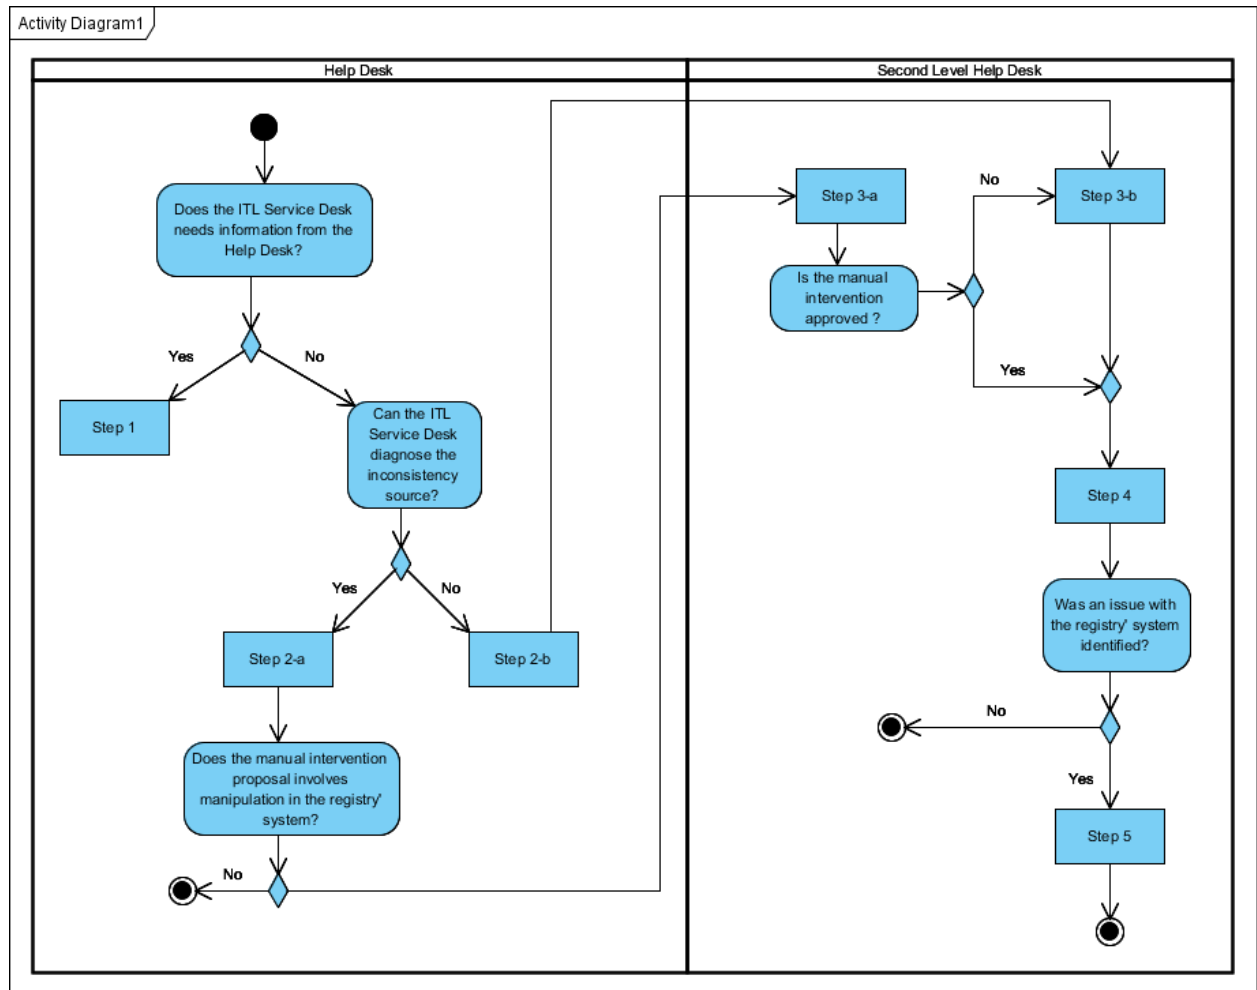 Activity Diagram1
Help Desk
Second Level Help Desk
Does the ITL Service Desk
needs information from the
Help Desk?
Yes
No
Step 1
Can the ITL
Service Desk
diagnose the
inconsistency
source?
Yes
No
Step 2-a
Step 2-b
Does the manual intervention
proposal involves
manipulation in the registry'
system?
No
Step 3-a
No
Step 3-b
Is the manual
intervention
approved ?
Yes
Step 4
Was an issue with
the registry' system
identified?
No
Yes
Step 5